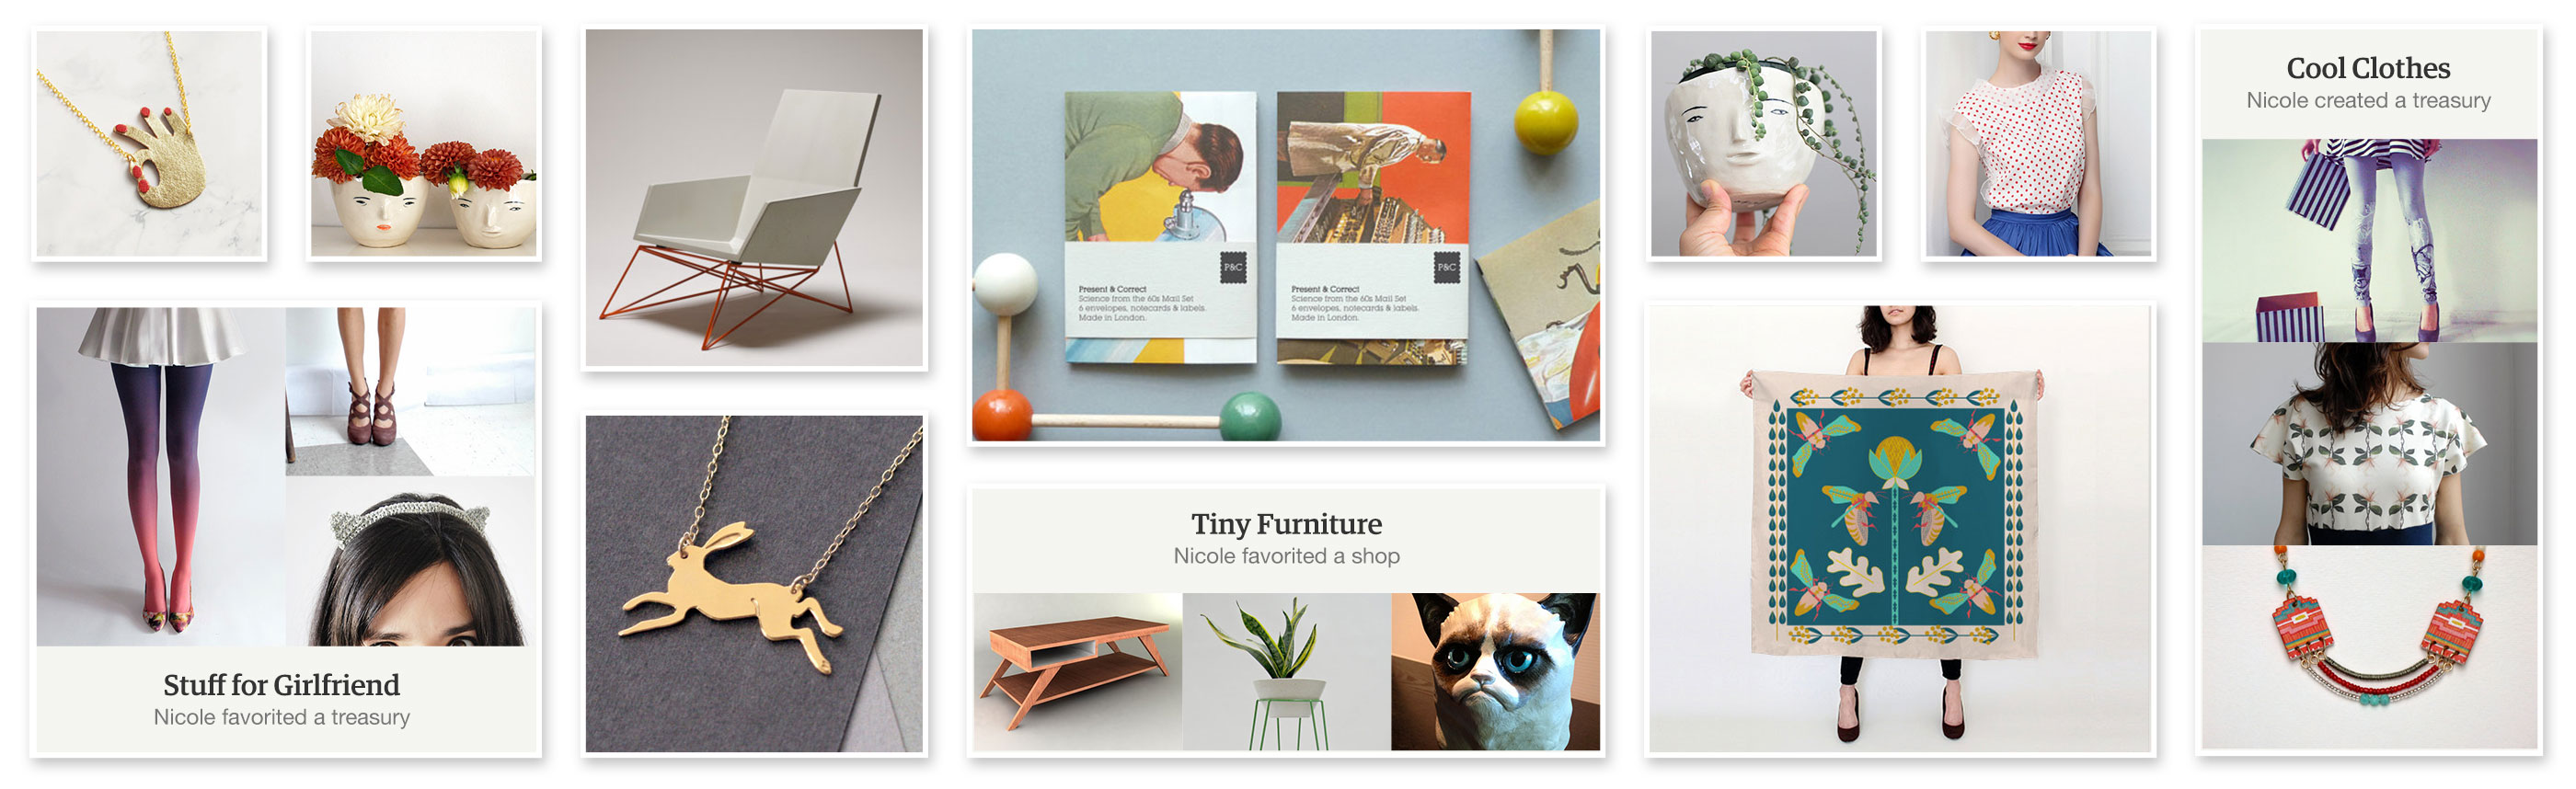 P&C
Present & Correct
Science from the 60s Mail Set
6 envelopes, notecards & labels.
Made in London.
P&C
Present & Correct
Science from the 60s Mail Set
6 envelopes, notecards & labels.
Made in London.
Cool Clothes
Nicole created a treasury
Tiny Furniture
Nicole favorited a shop
Stuff for Girlfriend
Nicole favorited a treasury